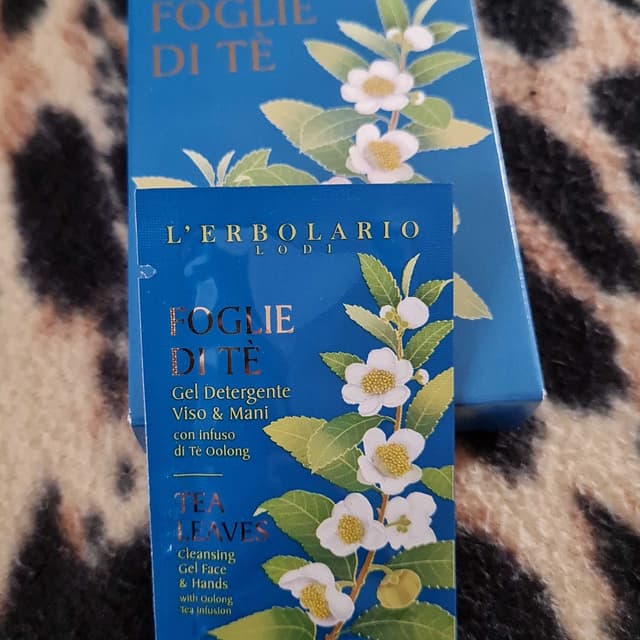 FOGLIE
DI TÈ
L'ERBOLARIO
LODI
FOGLIE
DI TÈ
Gel Detergente
Viso & Mani
con infuso
di Tè Oolong
TEA
LEAVES
Cleansing
Gel Face
& Hands
with Oolong
Tea Infusion